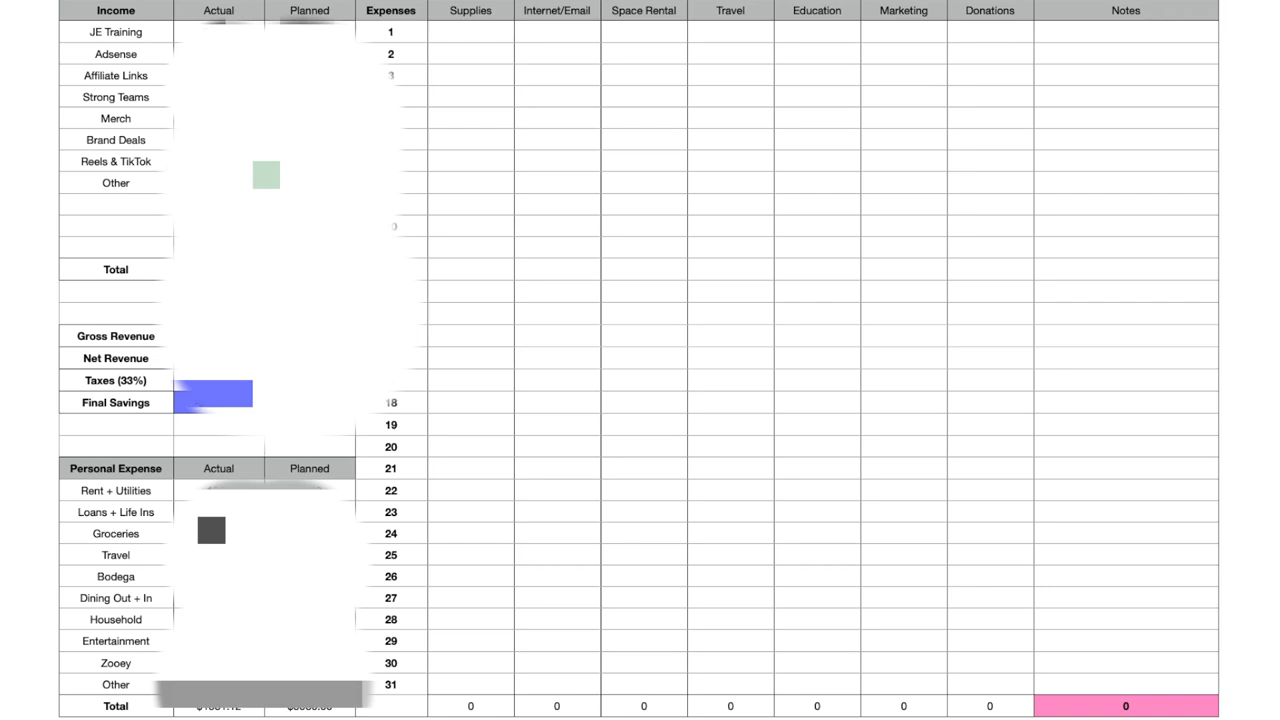 Income Actual Planned Expenses Supplies Internet/Email Space Rental Travel Education Marketing Donations Notes
JE Training 1
Adsense 2
Affiliate Links 3
Strong Teams
Merch
Brand Deals
Reels & TikTok
Other
Total
Gross Revenue
Net Revenue
Taxes (33%)
Final Savings 18
19
20
Personal Expense Actual Planned 21
Rent + Utilities 22
Loans + Life Ins 23
Groceries 24
Travel 25
Bodega 26
Dining Out + In 27
Household 28
Entertainment 29
Zooey 30
Other 31
Total 0 0 0 0 0 0 0 0